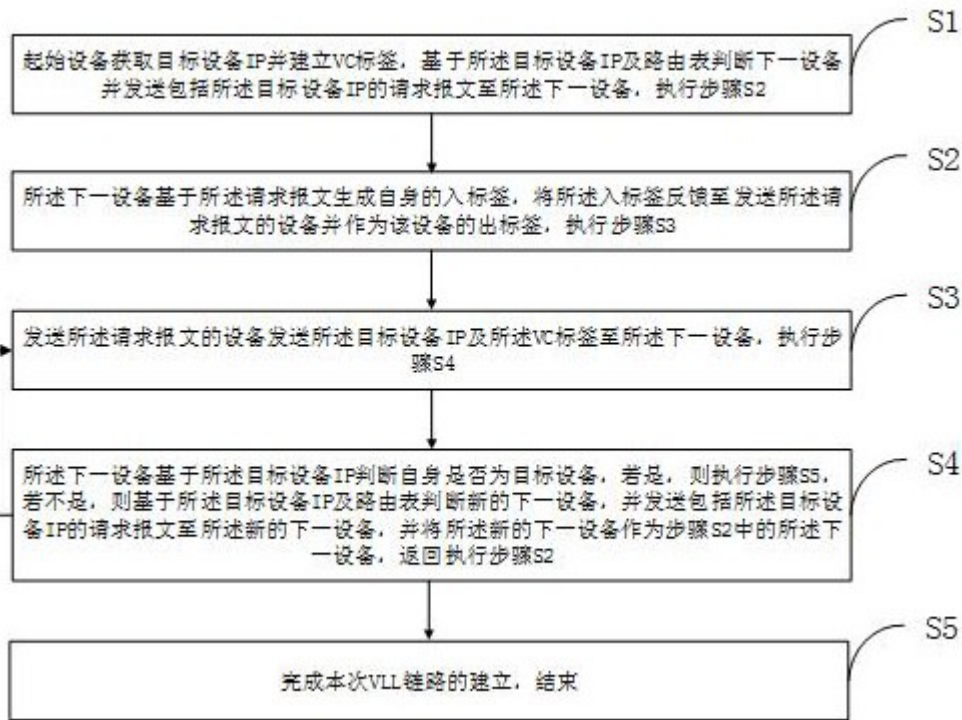 S1
起始设备获取目标设备IP并建立VC标签，基于所述目标设备IP及路由表判断下一设备
并发送包括所述目标设备IP的请求报文至所述下一设备，执行步骤S2
S2
所述下一设备基于所述请求报文生成自身的入标签，将所述入标签反馈至发送所述请
求报文的设备并作为该设备的出标签，执行步骤S3
S3
发送所述请求报文的设备发送所述目标设备IP及所述VC标签至所述下一设备，执行步
骤S4
S4
所述下一设备基于所述目标设备IP判断自身是否为目标设备，若是，则执行步骤S5，
若不是，则基于所述目标设备IP及路由表判断新的下一设备，并发送包括所述目标设
备IP的请求报文至所述新的下一设备，并将所述新的下一设备作为步骤S2中的所述下
一设备，返回执行步骤S2
S5
完成本次VLL链路的建立，结束